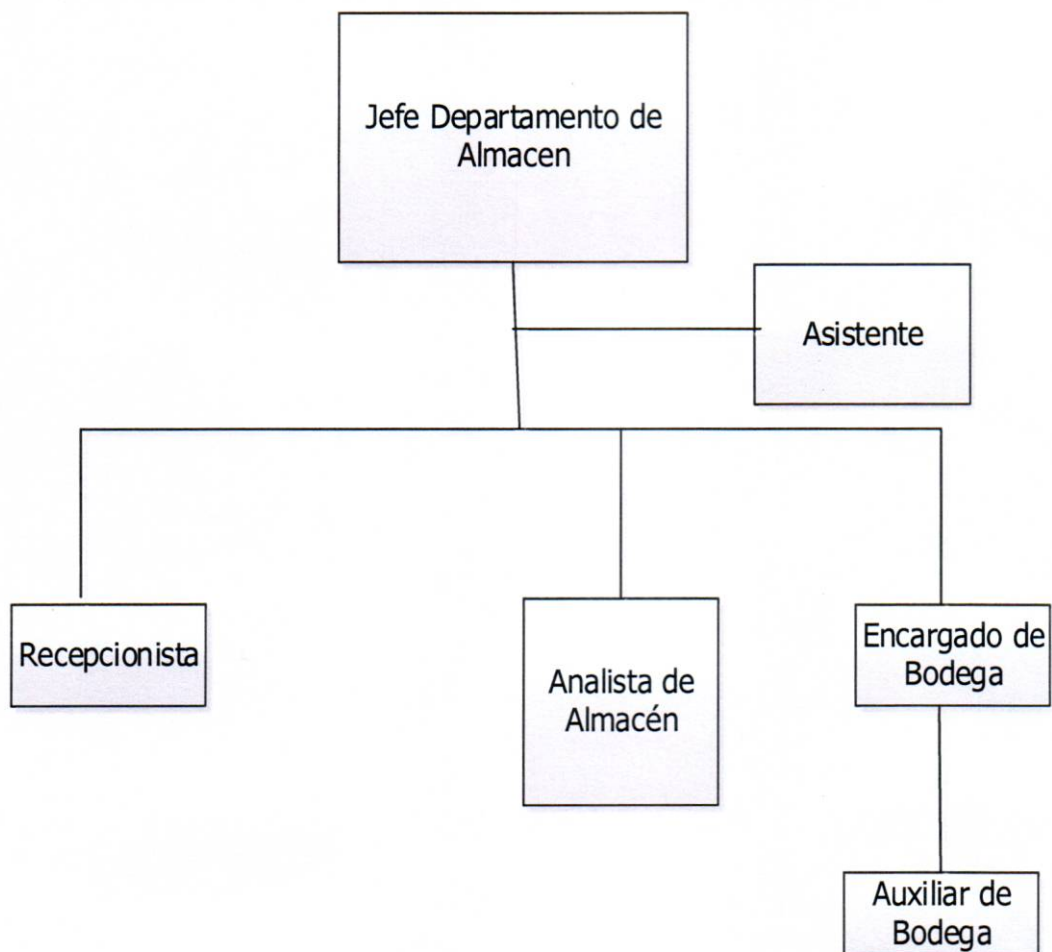 Jefe Departamento de
Almacen
Asistente
Recepcionista
Analista de
Almacén
Encargado de
Bodega
Auxiliar de
Bodega